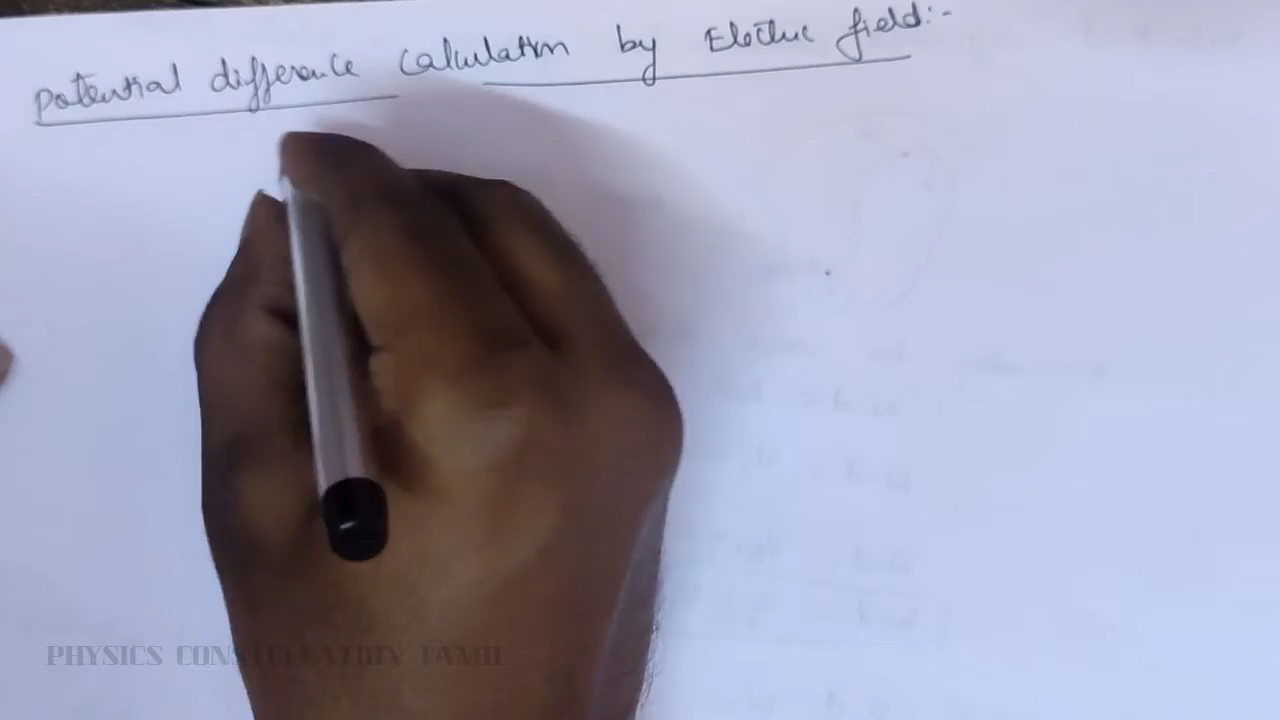 Potential difference calculation by Electric field:-
PHYSICS CONSTELLATION TAMIL